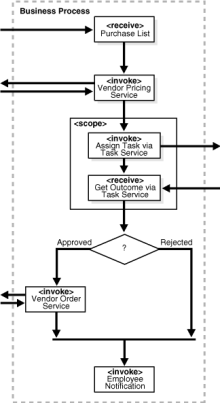 Business Process
<receive>
Purchase List
<invoke>
Vendor Pricing
Service
<scope>
<invoke>
Assign Task via
Task Service
<receive>
Get Outcome via
Task Service
Approved
?
Rejected
<invoke>
Vendor Order
Service
<invoke>
Employee
Notification